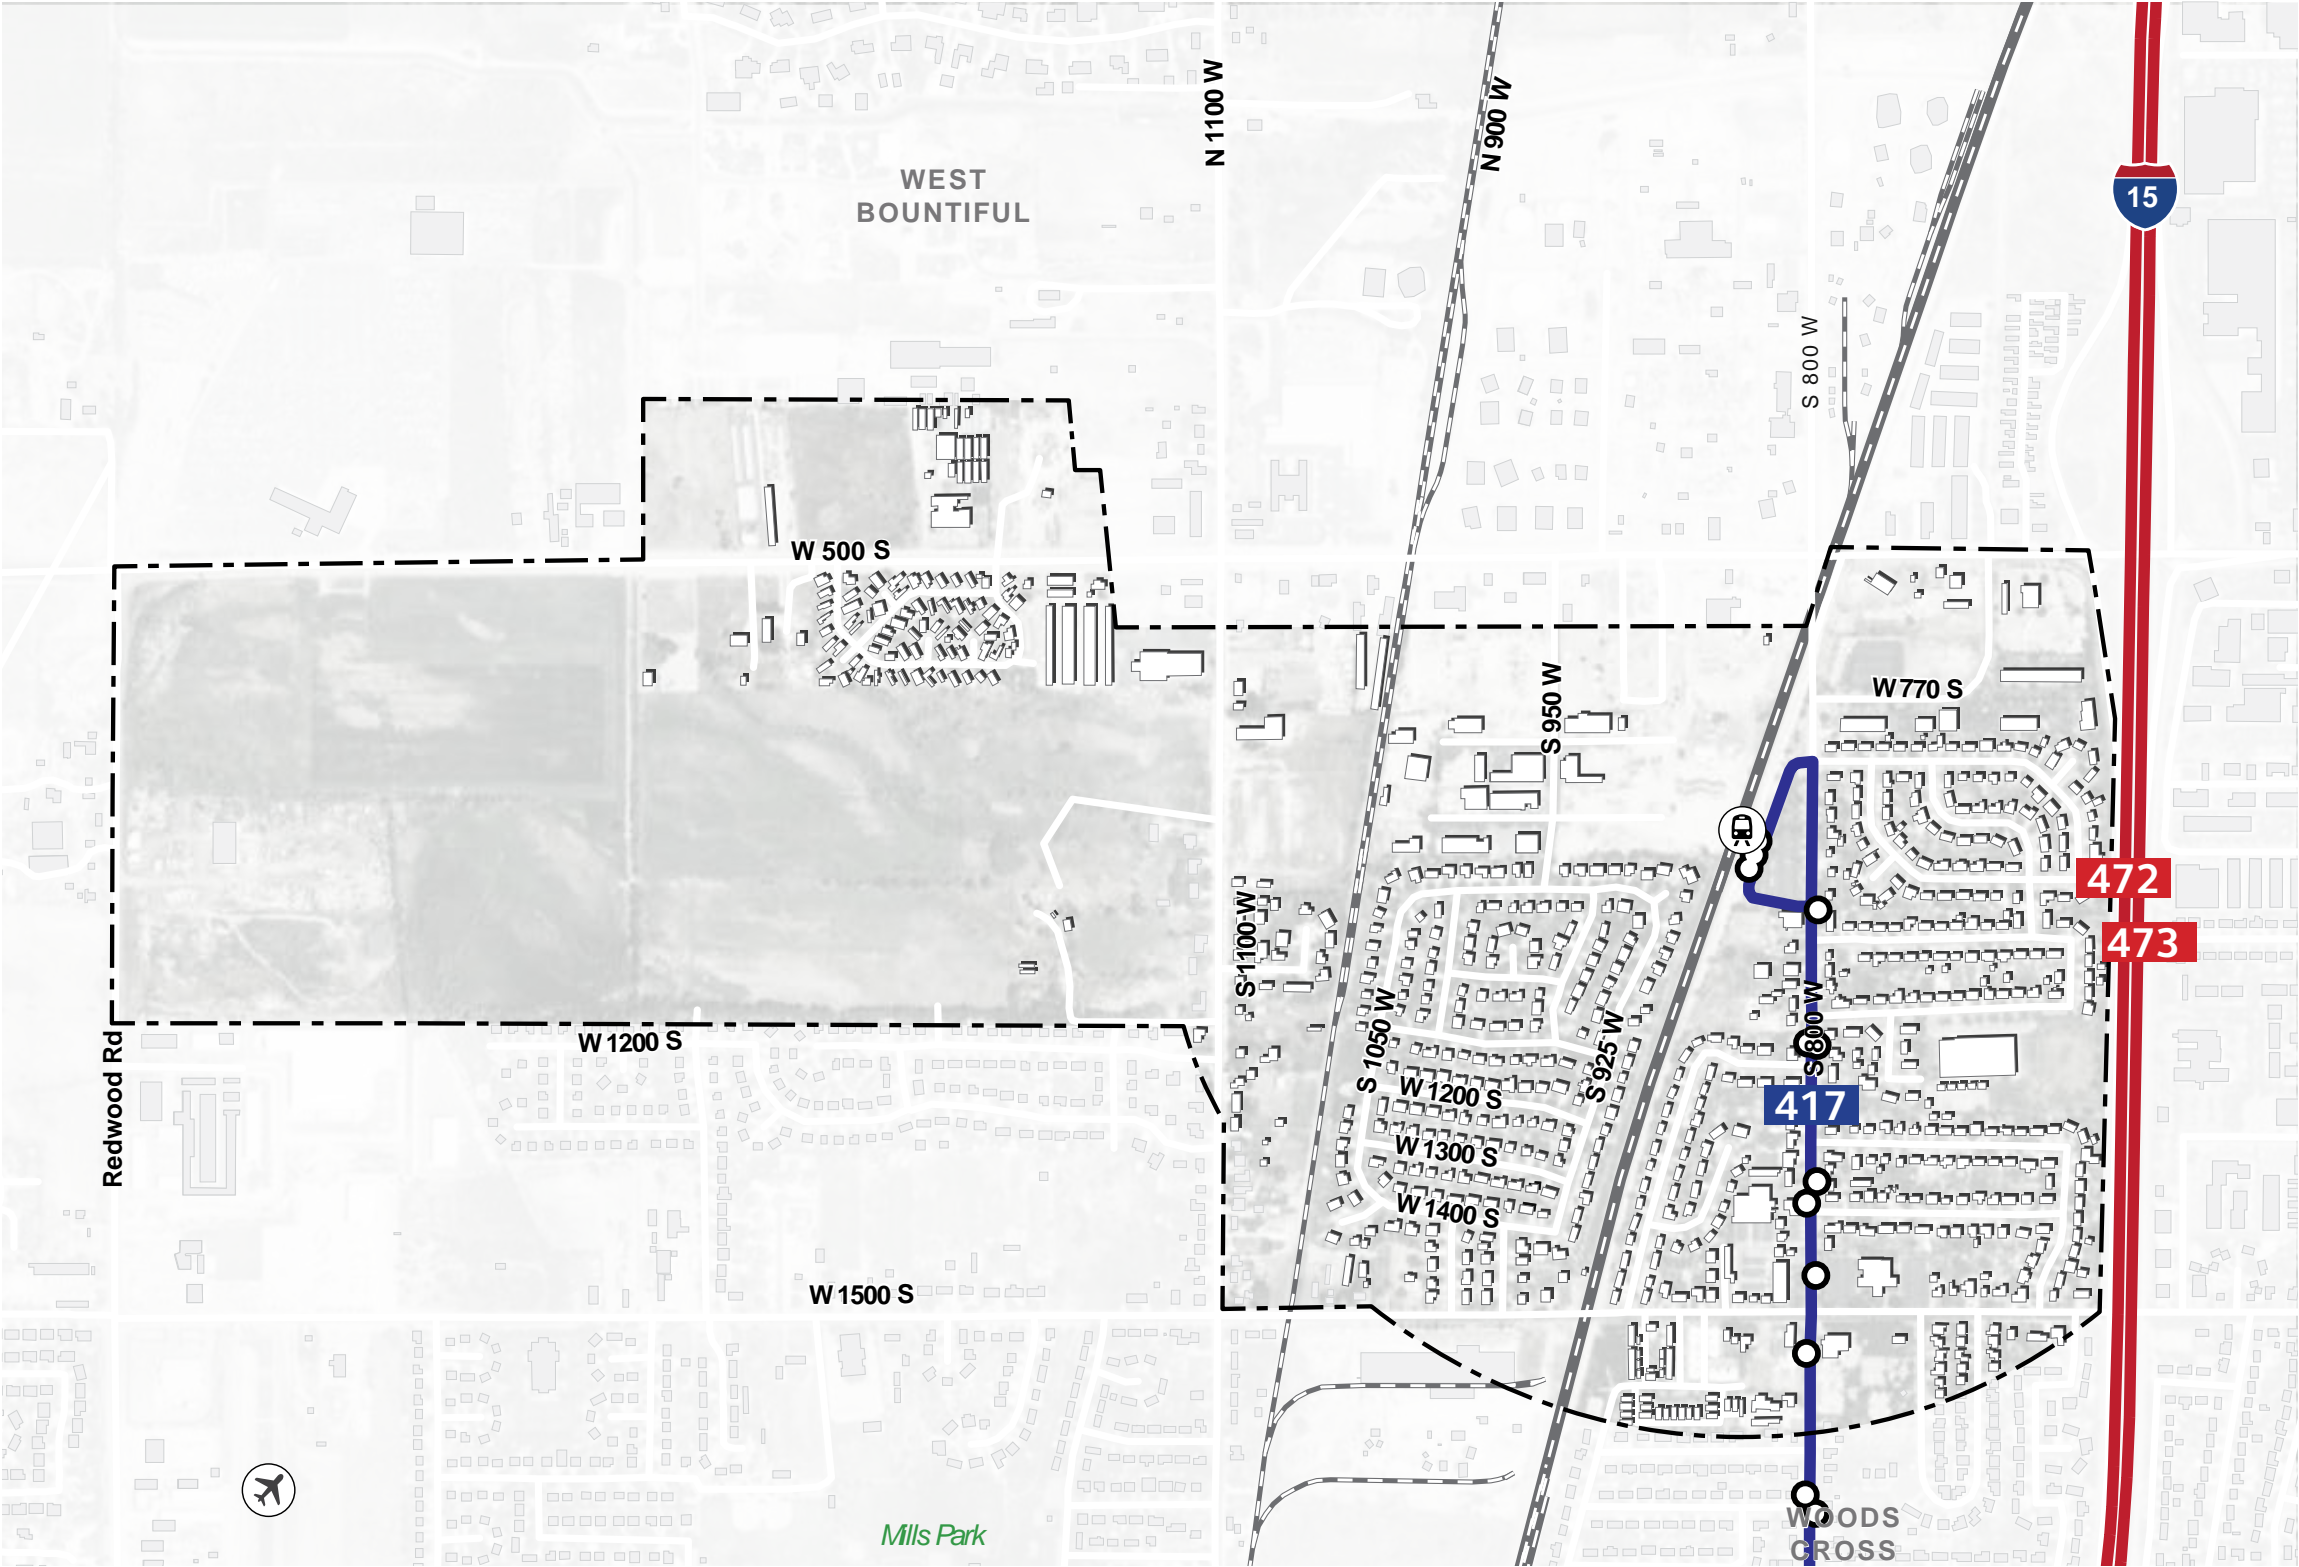 N 1100 W
N 900 W
WEST
BOUNTIFUL
15
S 800 W
W 500 S
S 950 W
W 770 S
472
473
S 1100 W
S 800 W
S 1050 W
S 925 W
W 1200 S
Redwood Rd
W 1200 S
417
W 1300 S
W 1400 S
W 1500 S
Mills Park
WOODS
CROSS